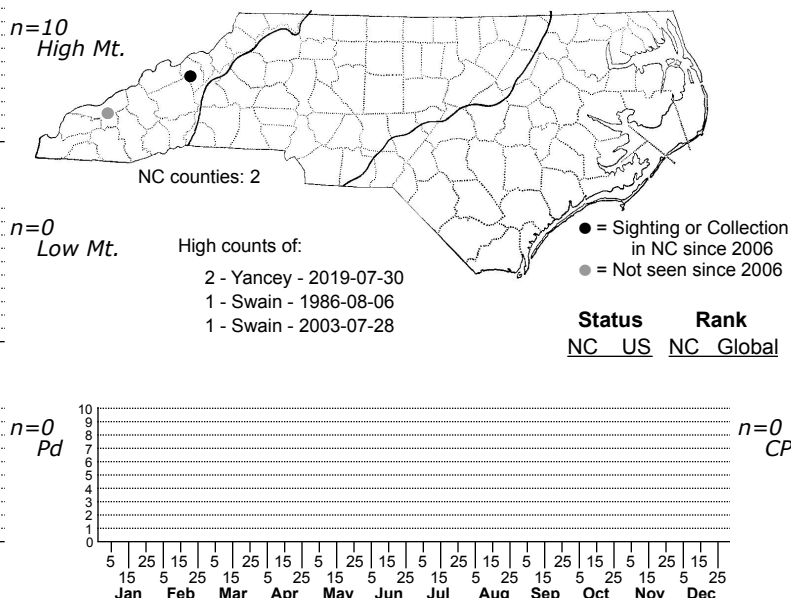 n=10
High Mt.
NC counties: 2
n=0
Low Mt.
High counts of:
2 - Yancey - 2019-07-30
1 - Swain - 1986-08-06
1 - Swain - 2003-07-28
● = Sighting or Collection
in NC since 2006
● = Not seen since 2006
Status Rank
NC US NC Global
n=0
Pd
10
9
8
7
6
5
4
3
2
1
0
n=0
CP
5 25 15 5 25 15 5 25 15 5 25 15 5 25 15 5 25 15
15 5 25 15 5 25 15 5 25 15 5 25 15 5 25 15 5 25
Jan Feb Mar Apr May Jun Jul Aug Sep Oct Nov Dec